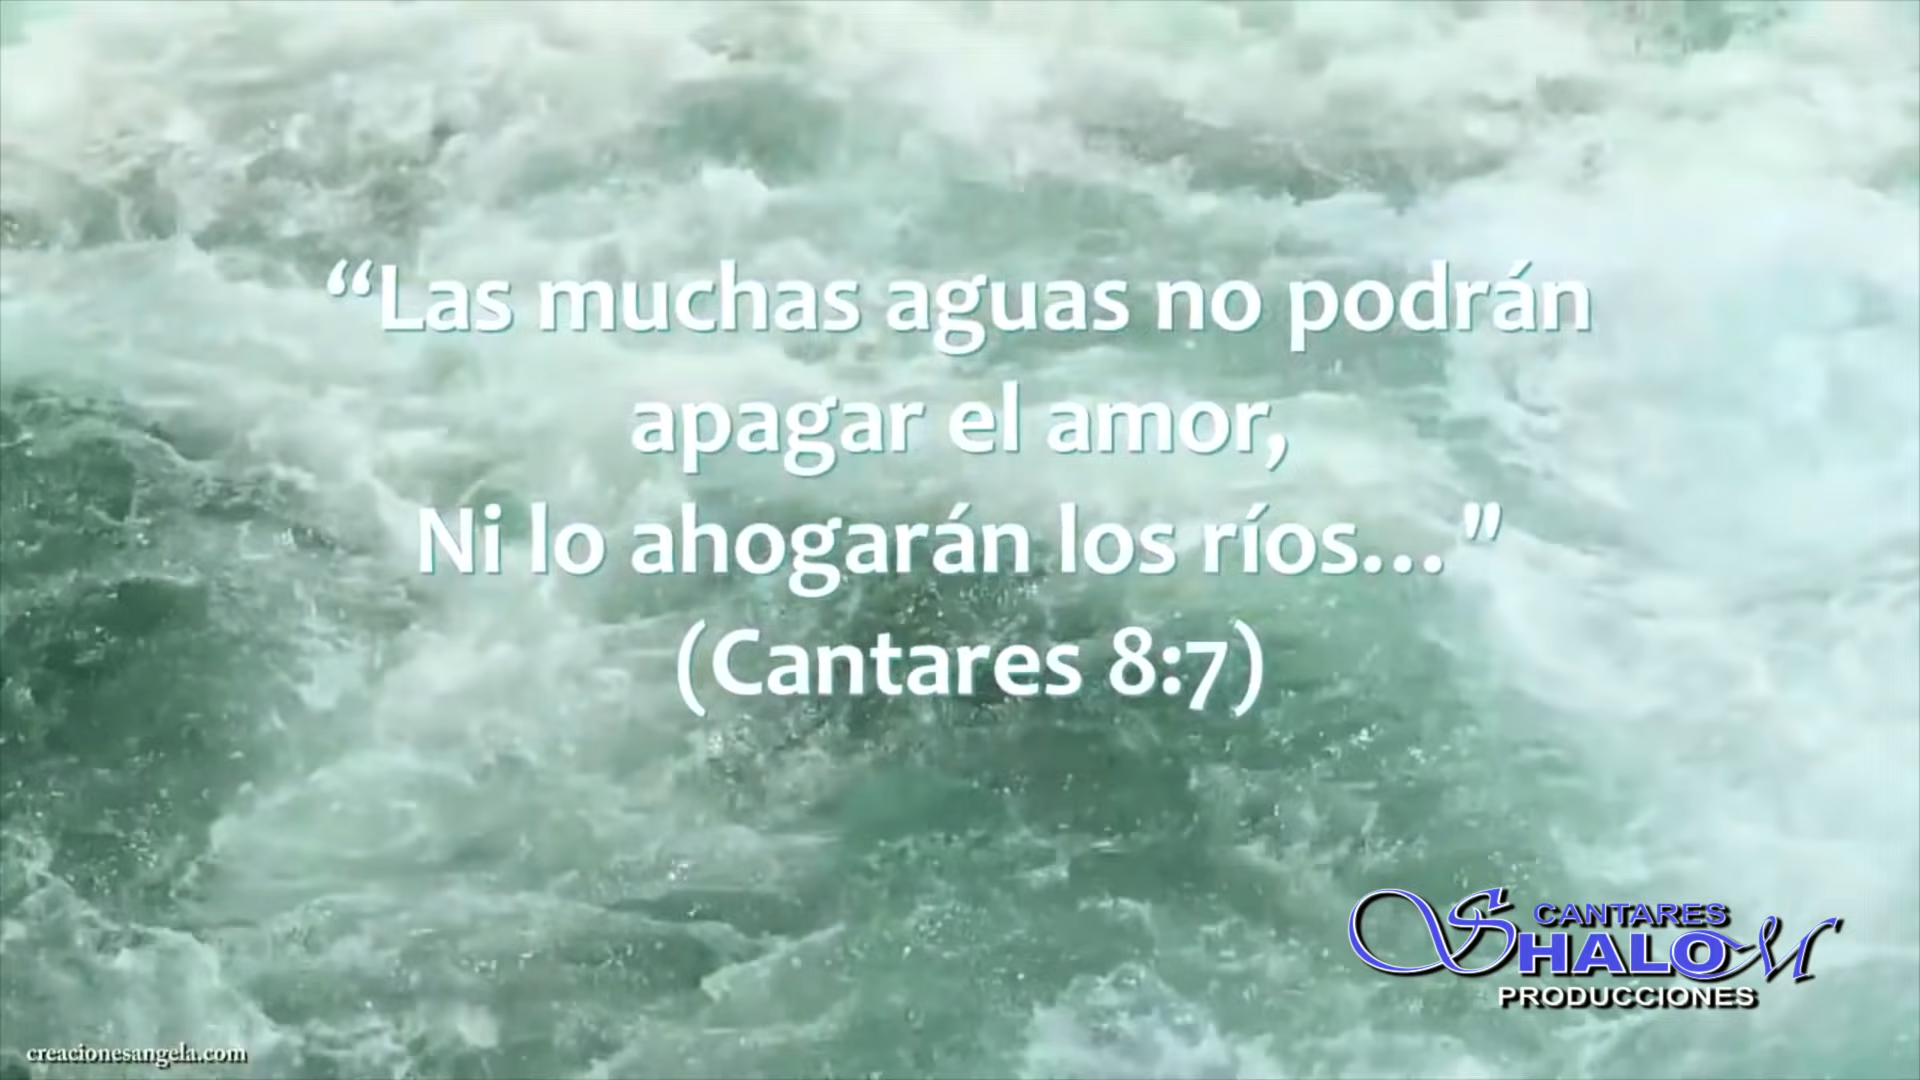 “Las muchas aguas no podrán
apagar el amor,
Ni lo ahogarán los ríos..."
(Cantares 8:7)
CANTARES
SHALOM
PRODUCCIONES
creacionesangela.com